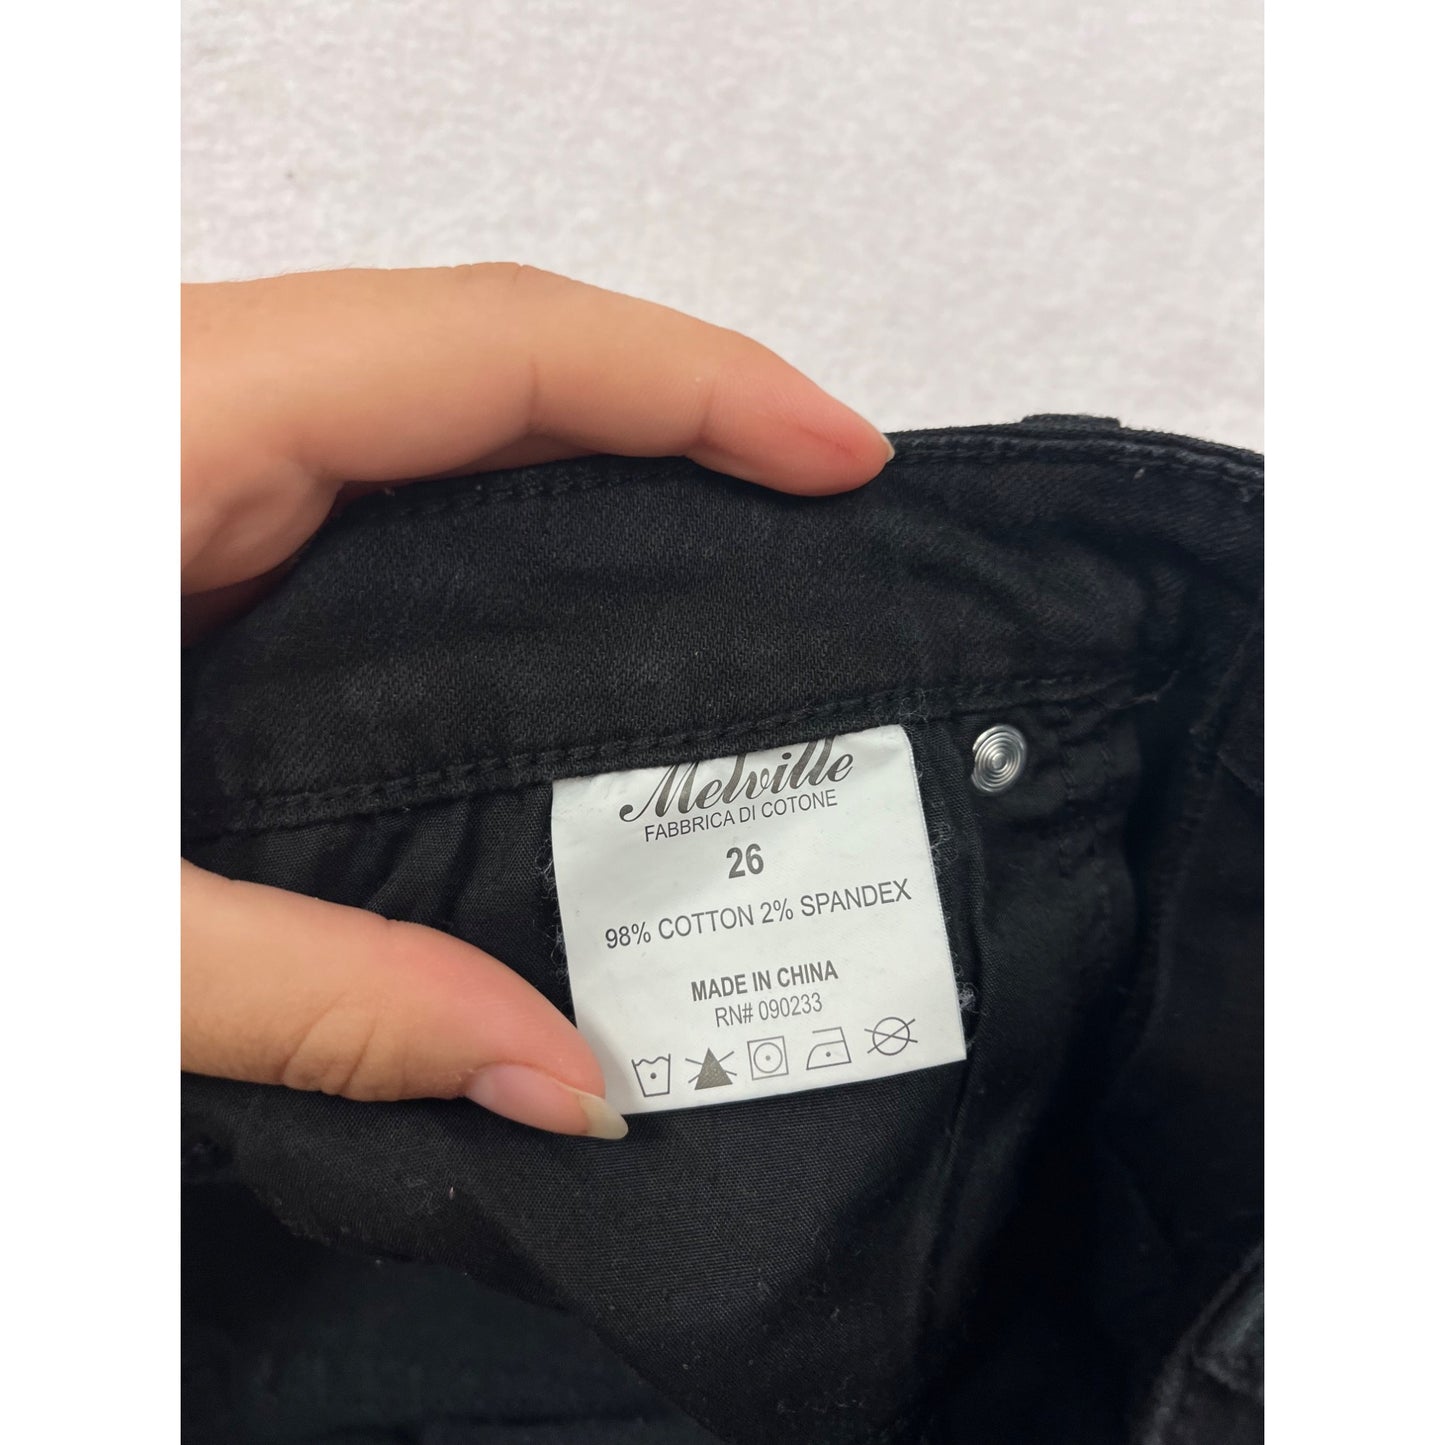 Melville
FABBRICA DI COTONE
26
98% COTTON 2% SPANDEX
MADE IN CHINA
RN# 090233